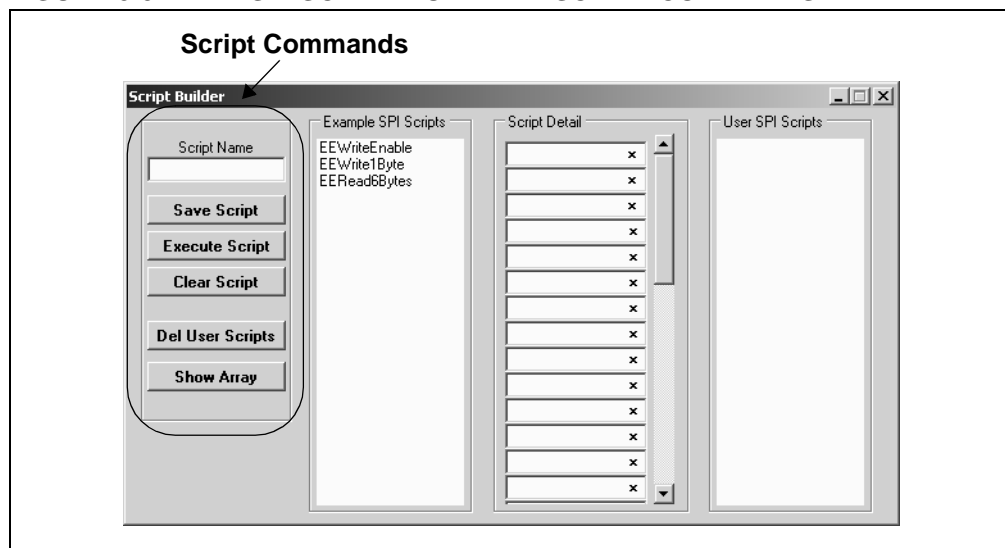 Script Commands
Script Builder
Script Name
Save Script
Execute Script
Clear Script
Del User Scripts
Show Array
Example SPI Scripts
EEWriteEnable
EEWrite1Byte
EERead6Bytes
Script Detail
x
x
x
x
x
x
x
x
x
x
x
x
x
x
User SPI Scripts